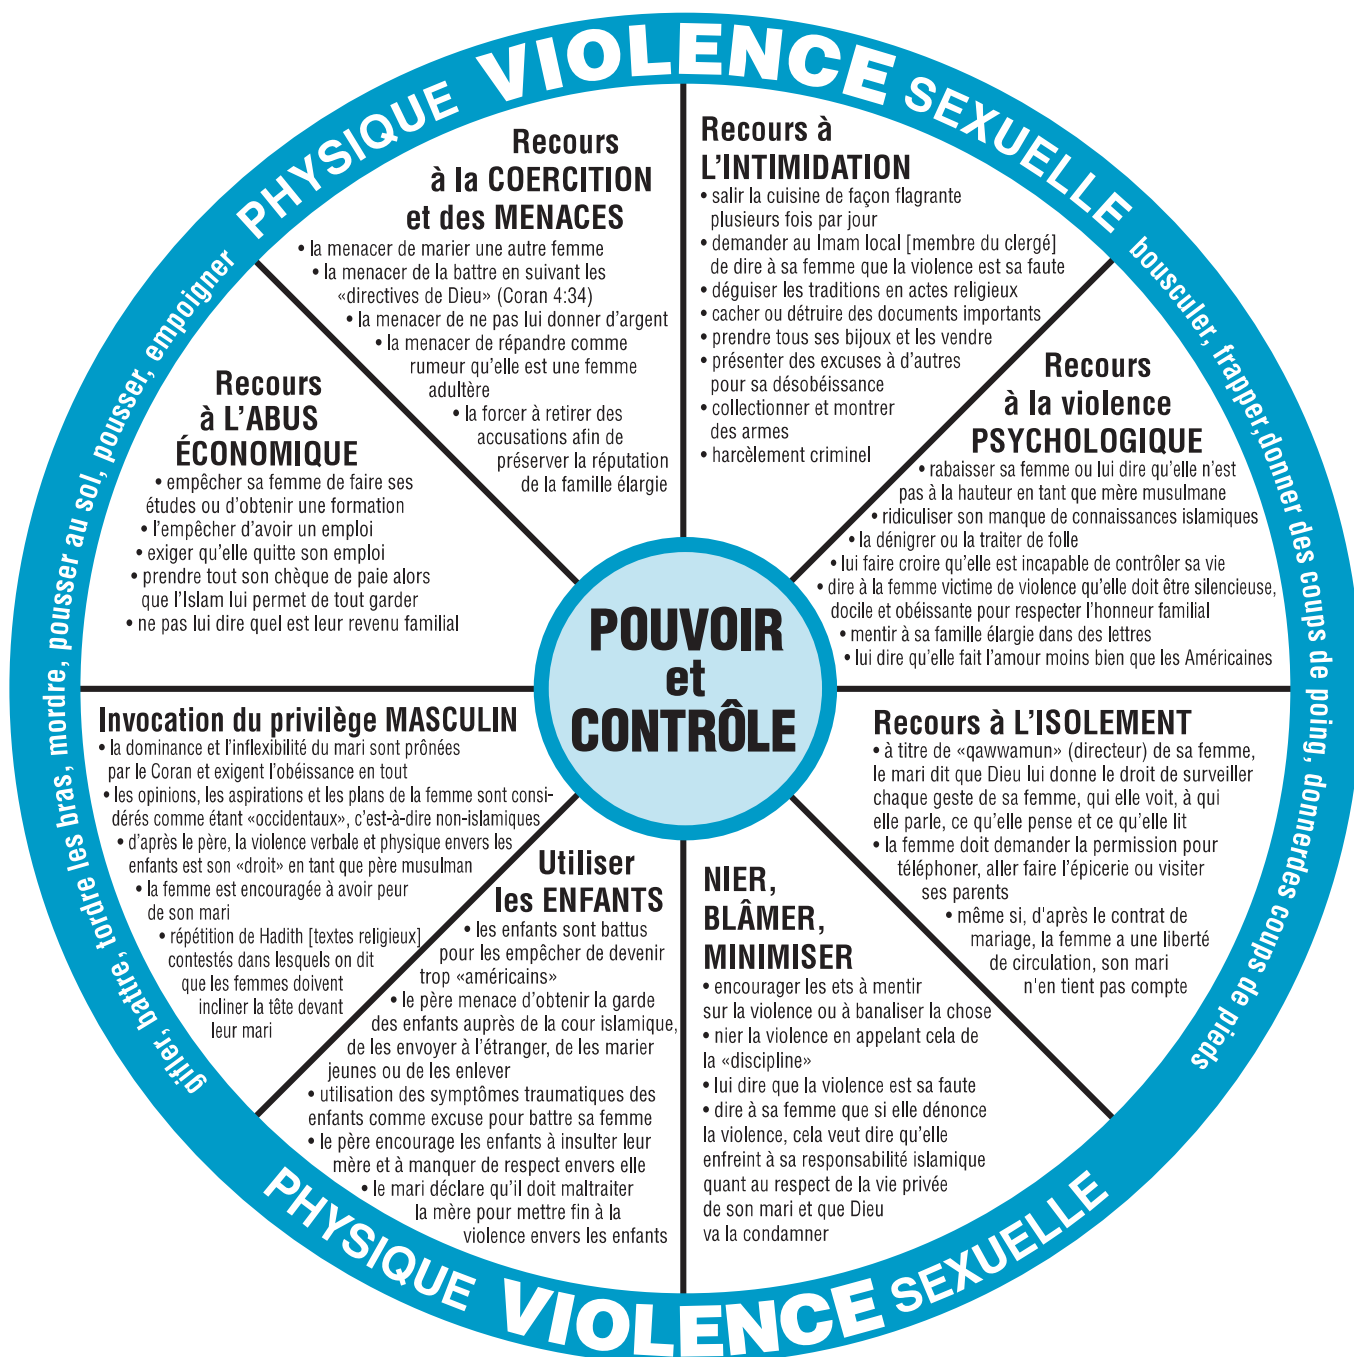 PHYSIQUE VIOLENCE SEXUELLE
Recours
à la COERCITION
et des MENACES
• la menacer de marier une autre femme
• la menacer de la battre en suivant les
«directives de Dieu» (Coran 4:34)
• la menacer de ne pas lui donner d'argent
• la menacer de répandre comme
rumeur qu'elle est une femme
adultère
• la forcer à retirer des
accusations afin de
préserver la réputation
de la famille élargie
Recours à
L'INTIMIDATION
• salir la cuisine de façon flagrante
plusieurs fois par jour
• demander au Imam local [membre du clergé]
de dire à sa femme que la violence est sa faute
• déguiser les traditions en actes religieux
• cacher ou détruire des documents importants
• prendre tous ses bijoux et les vendre
• présenter des excuses à d'autres
pour sa désobéissance
• collectionner et montrer
des armes
• harcèlement criminel
bousculer, frapper,donner des coups de poing, donnerdes coups de pieds
Recours
à la violence
PSYCHOLOGIQUE
• rabaisser sa femme ou lui dire qu'elle n'est
pas à la hauteur en tant que mère musulmane
• ridiculiser son manque de connaissances islamiques
• la dénigrer ou la traiter de folle
• lui faire croire qu'elle est incapable de contrôler sa vie
• dire à la femme victime de violence qu'elle doit être silencieuse,
docile et obéissante pour respecter l'honneur familial
• mentir à sa famille élargie dans des lettres
• lui dire qu'elle fait l'amour moins bien que les Américaines
Recours
à L'ABUS
ÉCONOMIQUE
• empêcher sa femme de faire ses
études ou d'obtenir une formation
• l'empêcher d'avoir un emploi
• exiger qu'elle quitte son emploi
• prendre tout son chèque de paie alors
que l'Islam lui permet de tout garder
• ne pas lui dire quel est leur revenu familial
POUVOIR
et
CONTRÔLE
Invocation du privilège MASCULIN
• la dominance et l'inflexibilité du mari sont prônées
par le Coran et exigent l'obéissance en tout
• les opinions, les aspirations et les plans de la femme sont consi-
dérés comme étant «occidentaux», c'est-à-dire non-islamiques
• d'après le père, la violence verbale et physique envers les
enfants est son «droit» en tant que père musulman
• la femme est encouragée à avoir peur
de son mari
• répétition de Hadith [textes religieux]
contestés dans lesquels on dit
que les femmes doivent
incliner la tête devant
leur mari
Recours à L'ISOLEMENT
• à titre de «qawwamun» (directeur) de sa femme,
le mari dit que Dieu lui donne le droit de surveiller
chaque geste de sa femme, qui elle voit, à qui
elle parle, ce qu'elle pense et ce qu'elle lit
• la femme doit demander la permission pour
téléphoner, aller faire l'épicerie ou visiter
ses parents
• même si, d'après le contrat de
mariage, la femme a une liberté
de circulation, son mari
n'en tient pas compte
Utiliser
les ENFANTS
• les enfants sont battus
pour les empêcher de devenir
trop «américains»
• le père menace d'obtenir la garde
des enfants auprès de la cour islamique,
de les envoyer à l'étranger, de les marier
jeunes ou de les enlever
• utilisation des symptômes traumatiques des
enfants comme excuse pour battre sa femme
• le père encourage les enfants à insulter leur
mère et à manquer de respect envers elle
• le mari déclare qu'il doit maltraiter
la mère pour mettre fin à la
violence envers les enfants
NIER,
BLÂMER,
MINIMISER
• encourager les ets à mentir
sur la violence ou à banaliser la chose
• nier la violence en appelant cela de
la «discipline»
• lui dire que la violence est sa faute
• dire à sa femme que si elle dénonce
la violence, cela veut dire qu'elle
enfreint à sa responsabilité islamique
quant au respect de la vie privée
de son mari et que Dieu
va la condamner
gifler, battre, tordre les bras, mordre, pousser au sol, pousser, empoigner
PHYSIQUE VIOLENCE SEXUELLE